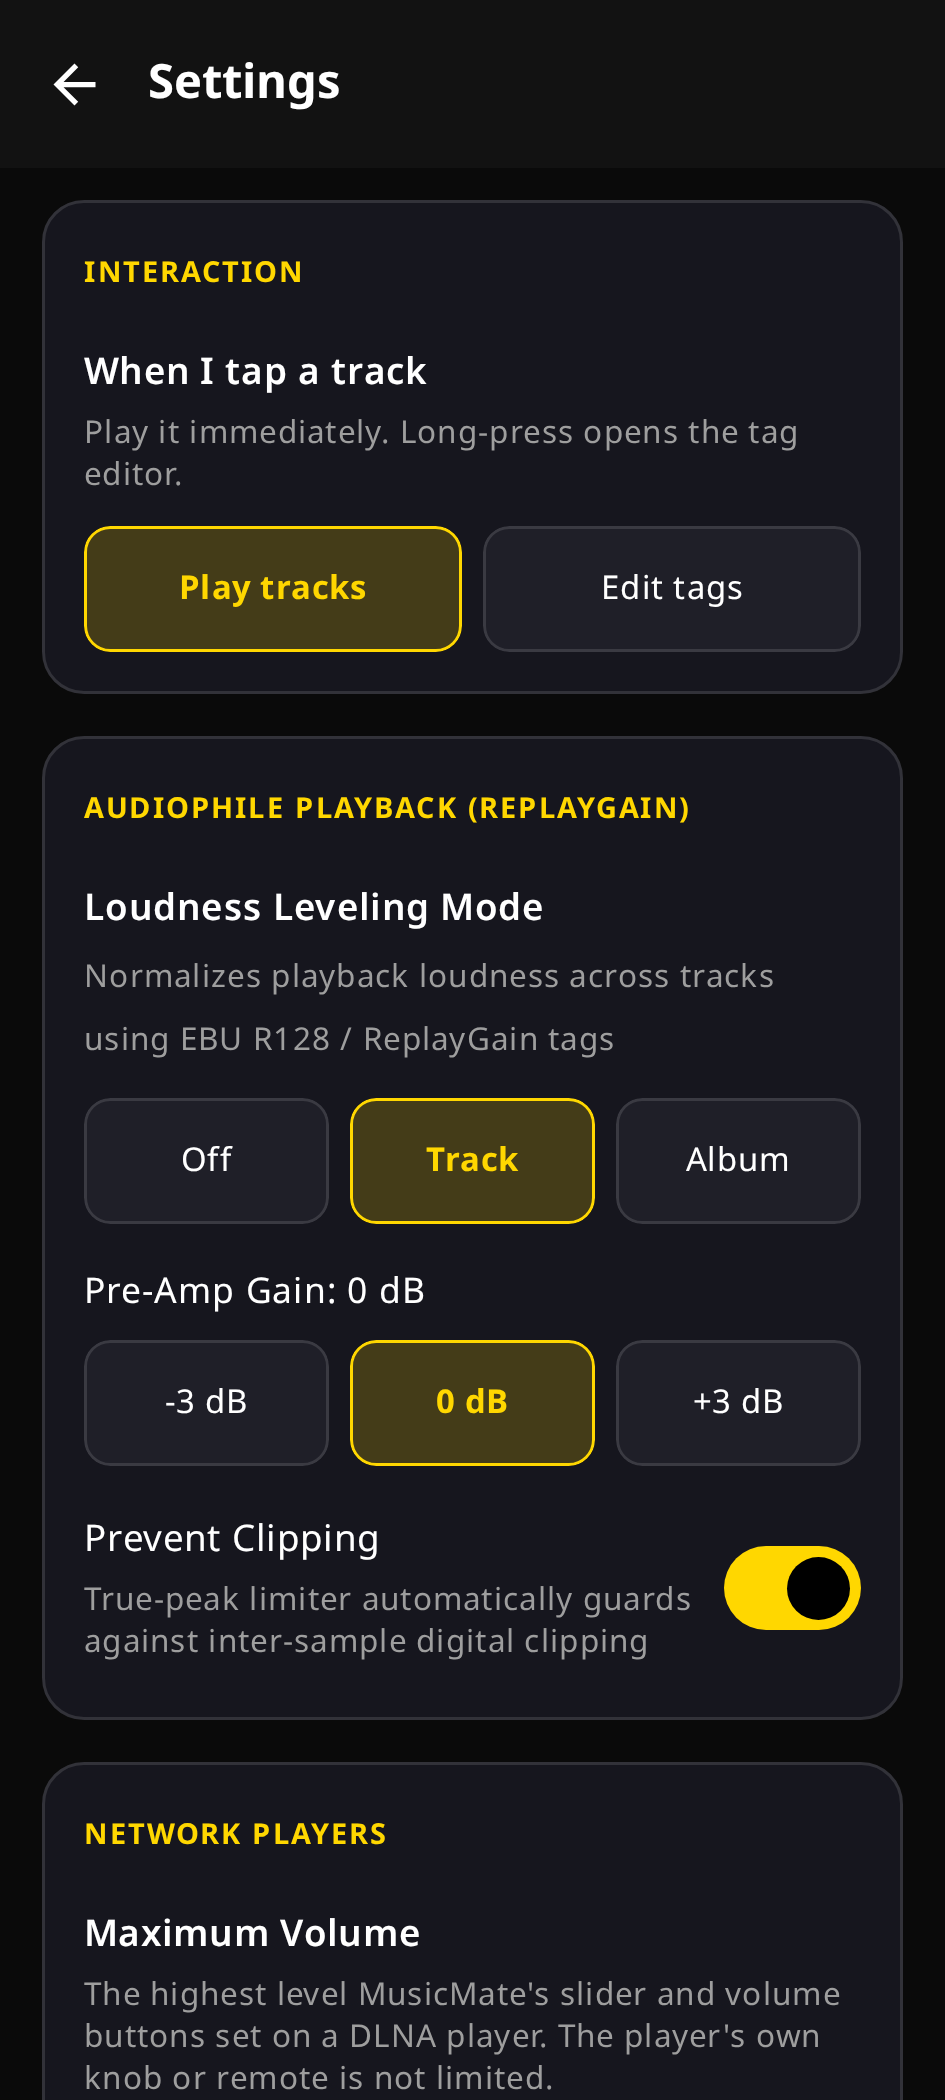 Settings
INTERACTION
When I tap a track
Play it immediately. Long-press opens the tag
editor.
Play tracks
Edit tags
AUDIOPHILE PLAYBACK (REPLAYGAIN)
Loudness Leveling Mode
Normalizes playback loudness across tracks
using EBU R128 / ReplayGain tags
Off
Track
Album
Pre-Amp Gain: 0 dB
-3 dB
0 dB
+3 dB
Prevent Clipping
True-peak limiter automatically guards
against inter-sample digital clipping
NETWORK PLAYERS
Maximum Volume
The highest level MusicMate's slider and volume
buttons set on a DLNA player. The player's own
knob or remote is not limited.